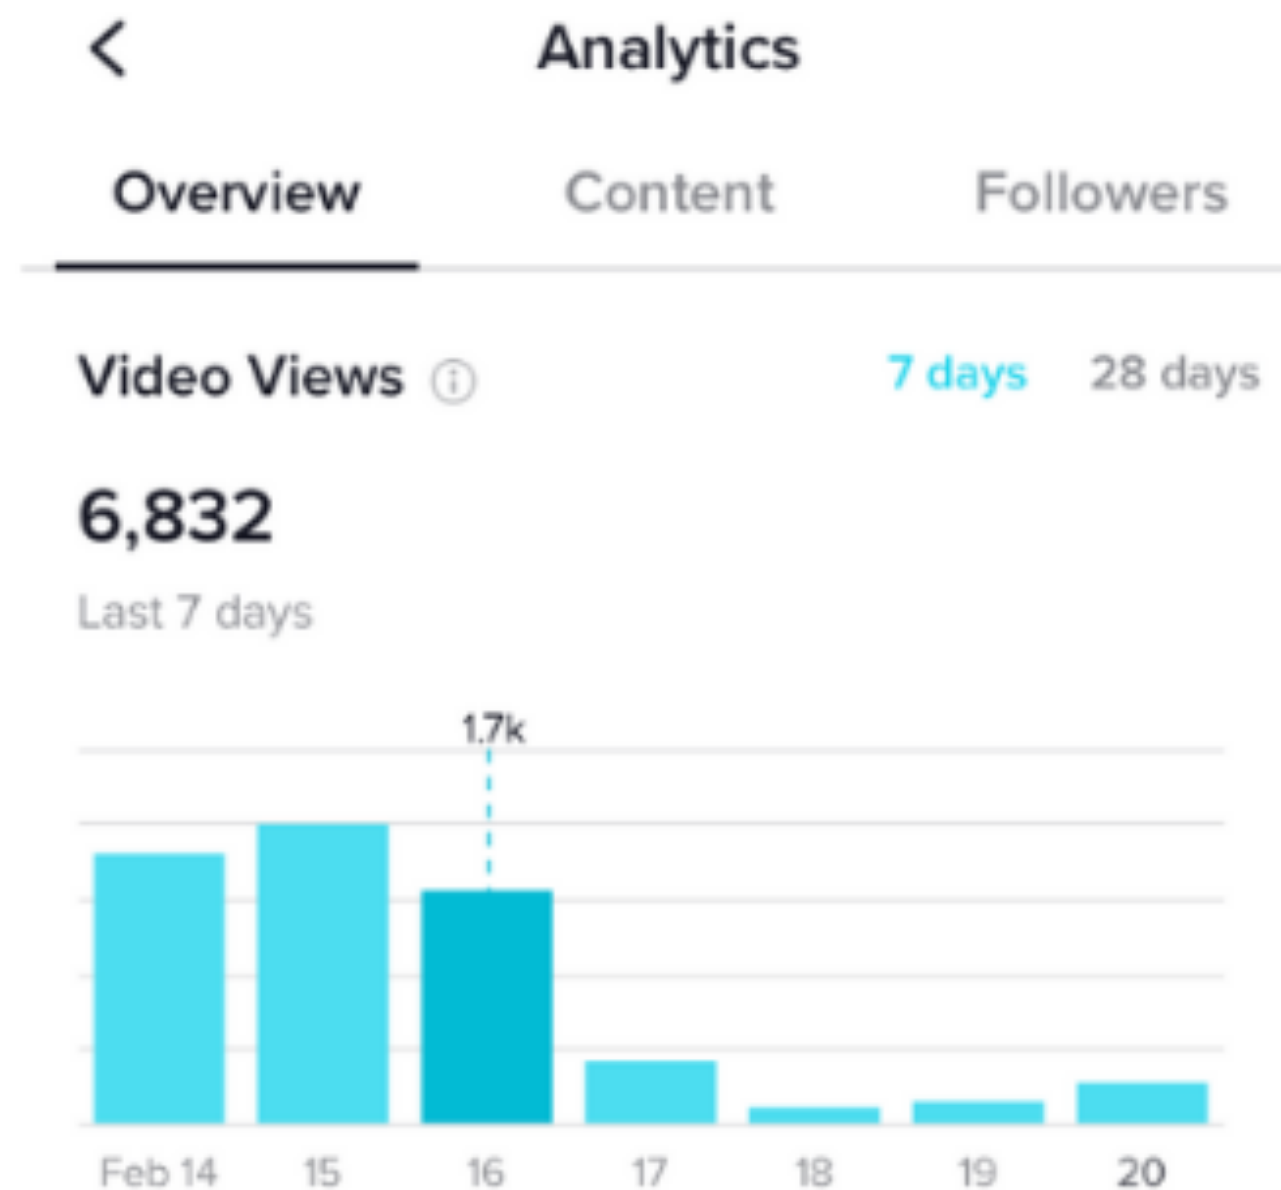 Analytics
Overview Content Followers
Video Views 7 days 28 days
6,832
Last 7 days
1.7k
Feb 14 15 16 17 18 19 20